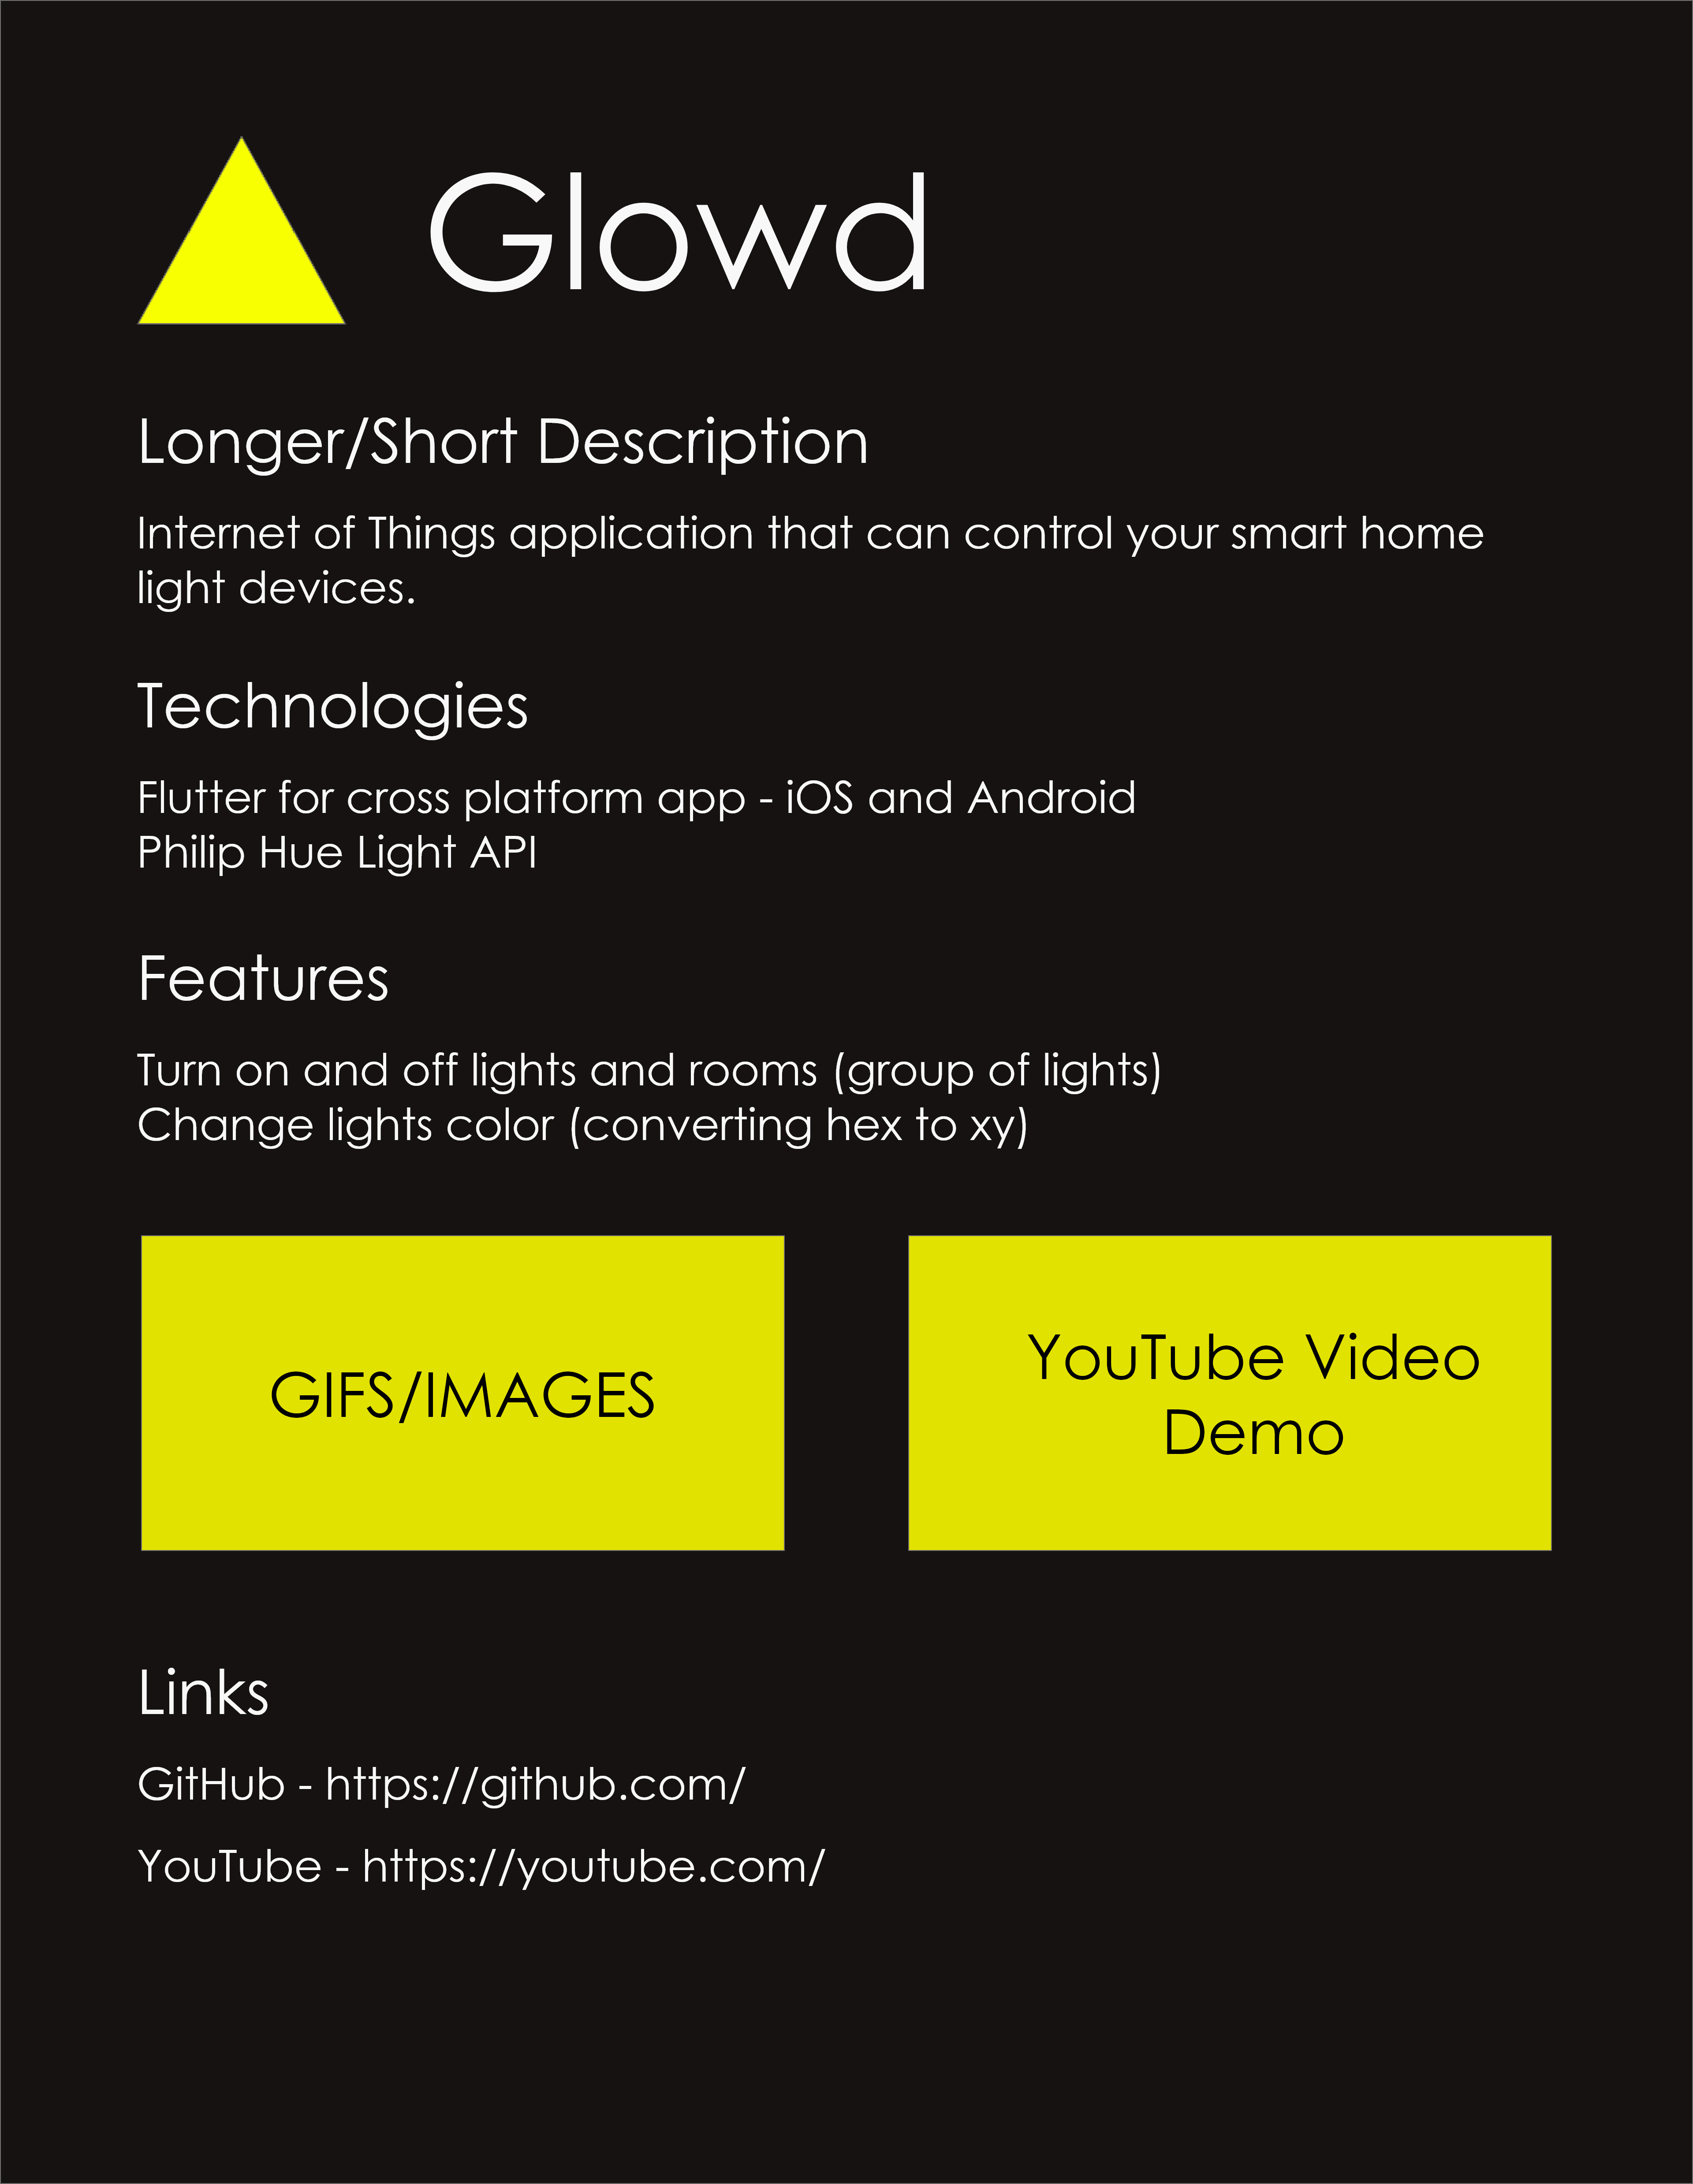 Glowd
Longer/Short Description
Internet of Things application that can control your smart home
light devices.
Technologies
Flutter for cross platform app - iOS and Android
Philip Hue Light API
Features
Turn on and off lights and rooms (group of lights)
Change lights color (converting hex to xy)
GIFS/IMAGES
YouTube Video
Demo
Links
GitHub - https://github.com/
YouTube - https://youtube.com/